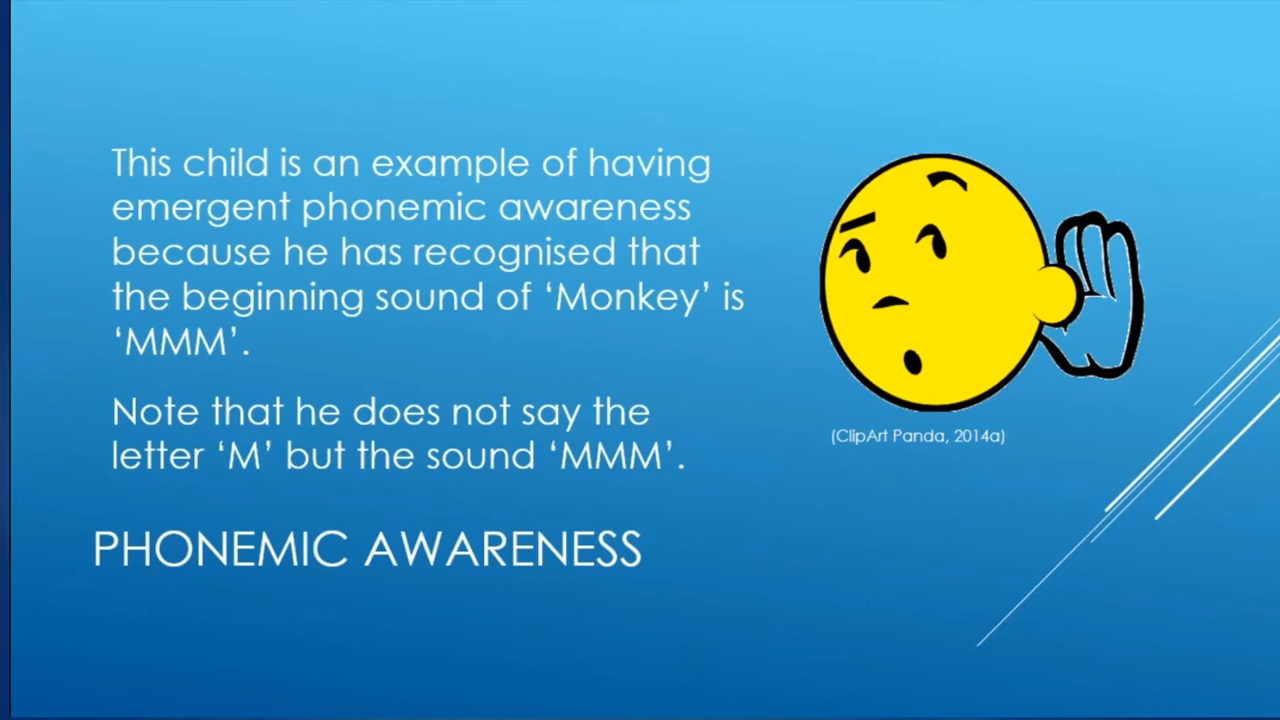 This child is an example of having
emergent phonemic awareness
because he has recognised that
the beginning sound of ‘Monkey’ is
‘MMM’.
Note that he does not say the
letter ‘M’ but the sound ‘MMM’.
(ClipArt Panda, 2014a)
PHONEMIC AWARENESS